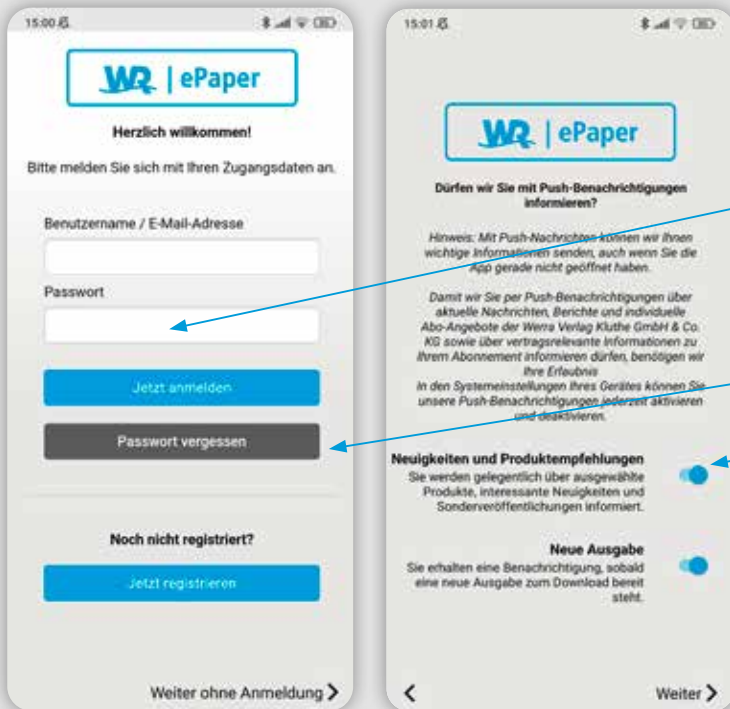 15:00
WR | ePaper
Herzlich willkommen!
Bitte melden Sie sich mit Ihren Zugangsdaten an.
Benutzername / E-Mail-Adresse
Passwort
Jetzt anmelden
Passwort vergessen
Noch nicht registriert?
Jetzt registrieren
Weiter ohne Anmeldung
15:01
WR | ePaper
Dürfen wir Sie mit Push-Benachrichtigungen
informieren?
Hinweis: Mit Push-Nachrichten können wir Ihnen
wichtige Informationen senden, auch wenn Sie die
App gerade nicht geöffnet haben.
Damit wir Sie per Push-Benachrichtigungen über
aktuelle Nachrichten, Berichte und individuelle
Abo-Angebote der Werra Verlag Kluthe GmbH & Co.
KG sowie über vertragsrelevante Informationen zu
Ihrem Abonnement informieren dürfen, benötigen wir
Ihre Erlaubnis
In den Systemeinstellungen Ihres Gerätes können Sie
unsere Push-Benachrichtigungen jederzeit aktivieren
und deaktivieren.
Neuigkeiten und Produktempfehlungen
Sie werden gelegentlich über ausgewählte
Produkte, interessante Neuigkeiten und
Sonderveröffentlichungen informiert.
Neue Ausgabe
Sie erhalten eine Benachrichtigung, sobald
eine neue Ausgabe zum Download bereit
steht.
Weiter